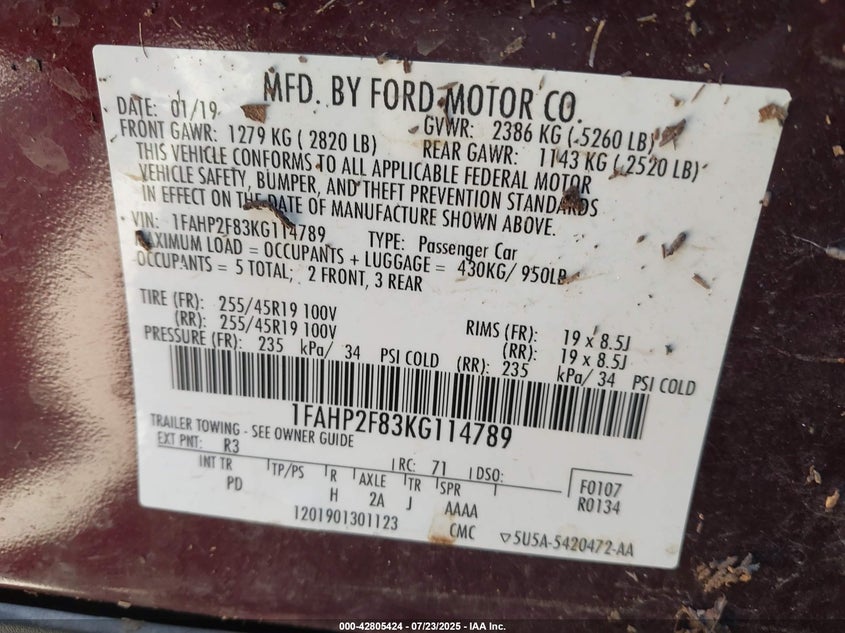 MFD. BY FORD MOTOR CO.
DATE: 01/19 GVWR: 2386 KG (.5260 LB)
FRONT GAWR: 1279 KG ( 2820 LB) REAR GAWR: 1143 KG (.2520 LB)
THIS VEHICLE CONFORMS TO ALL APPLICABLE FEDERAL MOTOR
VEHICLE SAFETY, BUMPER, AND THEFT PREVENTION STANDARDS
IN EFFECT ON THE DATE OF MANUFACTURE SHOWN ABOVE.
VIN: 1FAHP2F83KG114789 TYPE: Passenger Car
MAXIMUM LOAD = OCCUPANTS + LUGGAGE = 430KG/ 950LB
OCCUPANTS = 5 TOTAL; 2 FRONT, 3 REAR
TIRE (FR): 255/45R19 100V RIMS (FR): 19 x 8.5J
(RR): 255/45R19 100V (RR): 19 x 8.5J
PRESSURE (FR): 235 kPa/ 34 PSI COLD (RR): 235 kPa/ 34 PSI COLD
1FAHP2F83KG114789
TRAILER TOWING - SEE OWNER GUIDE
EXT PNT: R3 RC: 71 DSO: F0107
INT TR TP/PS R AXLE TR SPR R0134
PD H 2A J AAAA
1201901301123 CMC ▽5U5A-5420472-AA
000-42805424 - 07/23/2025 - IAA Inc.